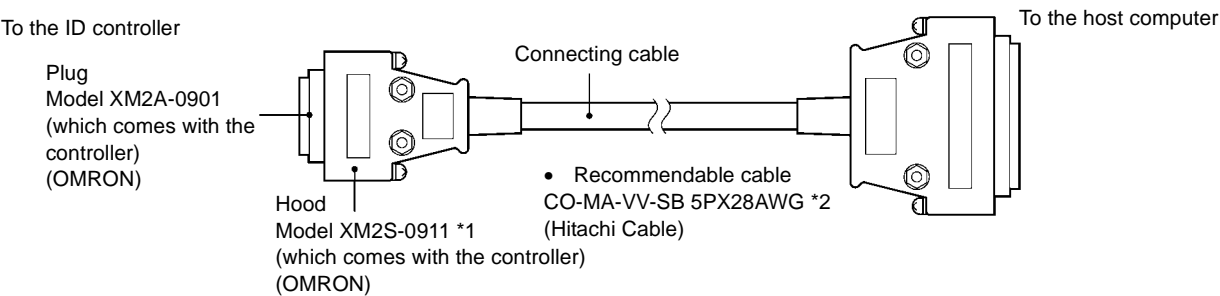 To the ID controller
To the host computer
Connecting cable
Plug
Model XM2A-0901
(which comes with the
controller)
(OMRON)
• Recommendable cable
CO-MA-VV-SB 5PX28AWG *2
(Hitachi Cable)
Hood
Model XM2S-0911 *1
(which comes with the controller)
(OMRON)